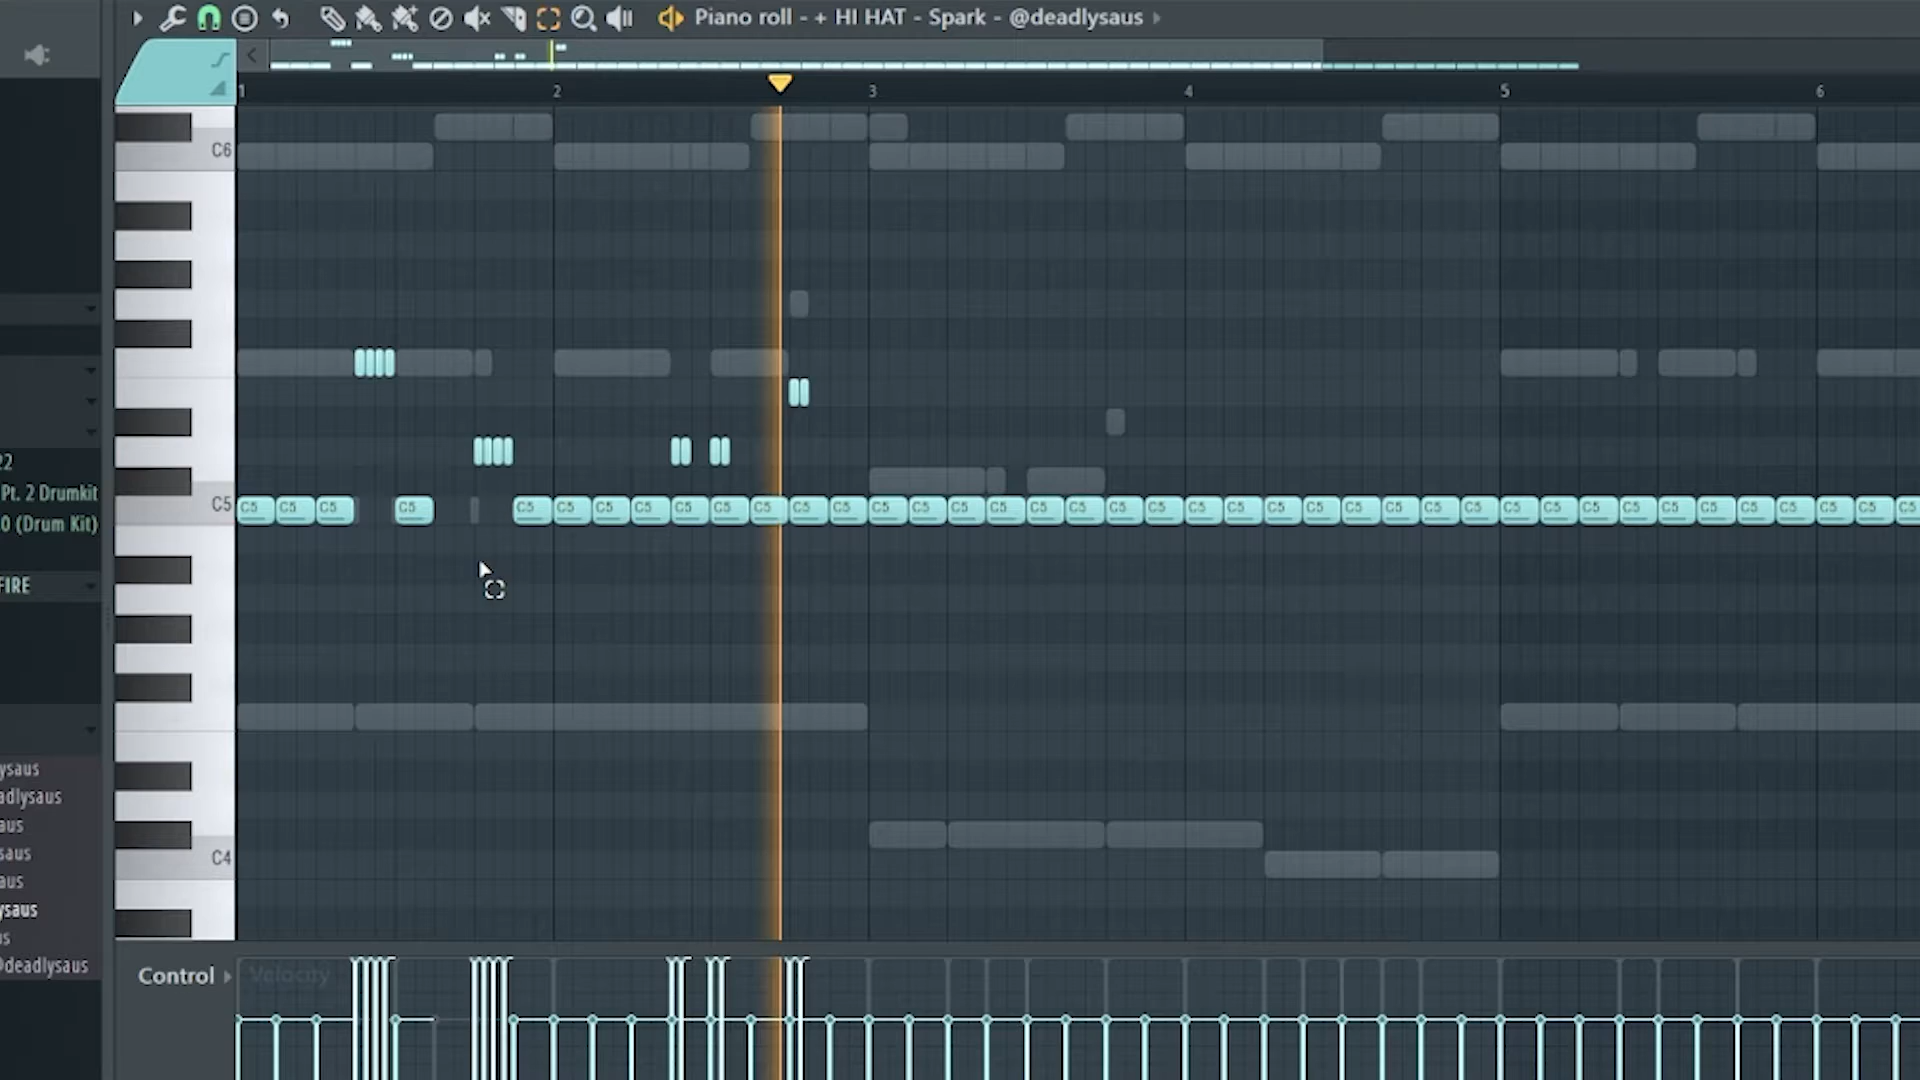 Piano roll - + HI HAT - Spark - @deadlysaus
1 2 3 4 5 6
C6
22
Pt. 2 Drumkit
0 (Drum Kit)
C5
C5 C5 C5 C5 C5 C5 C5 C5 C5 C5 C5 C5 C5 C5 C5 C5 C5 C5 C5 C5 C5 C5 C5 C5 C5 C5 C5 C5 C5 C5 C5 C5 C5 C5 C5 C5 C5 C5 C5 C5
FIRE
C4
ysaus
adlysaus
aus
saus
aus
ysaus
us
@deadlysaus
Control
Velocity